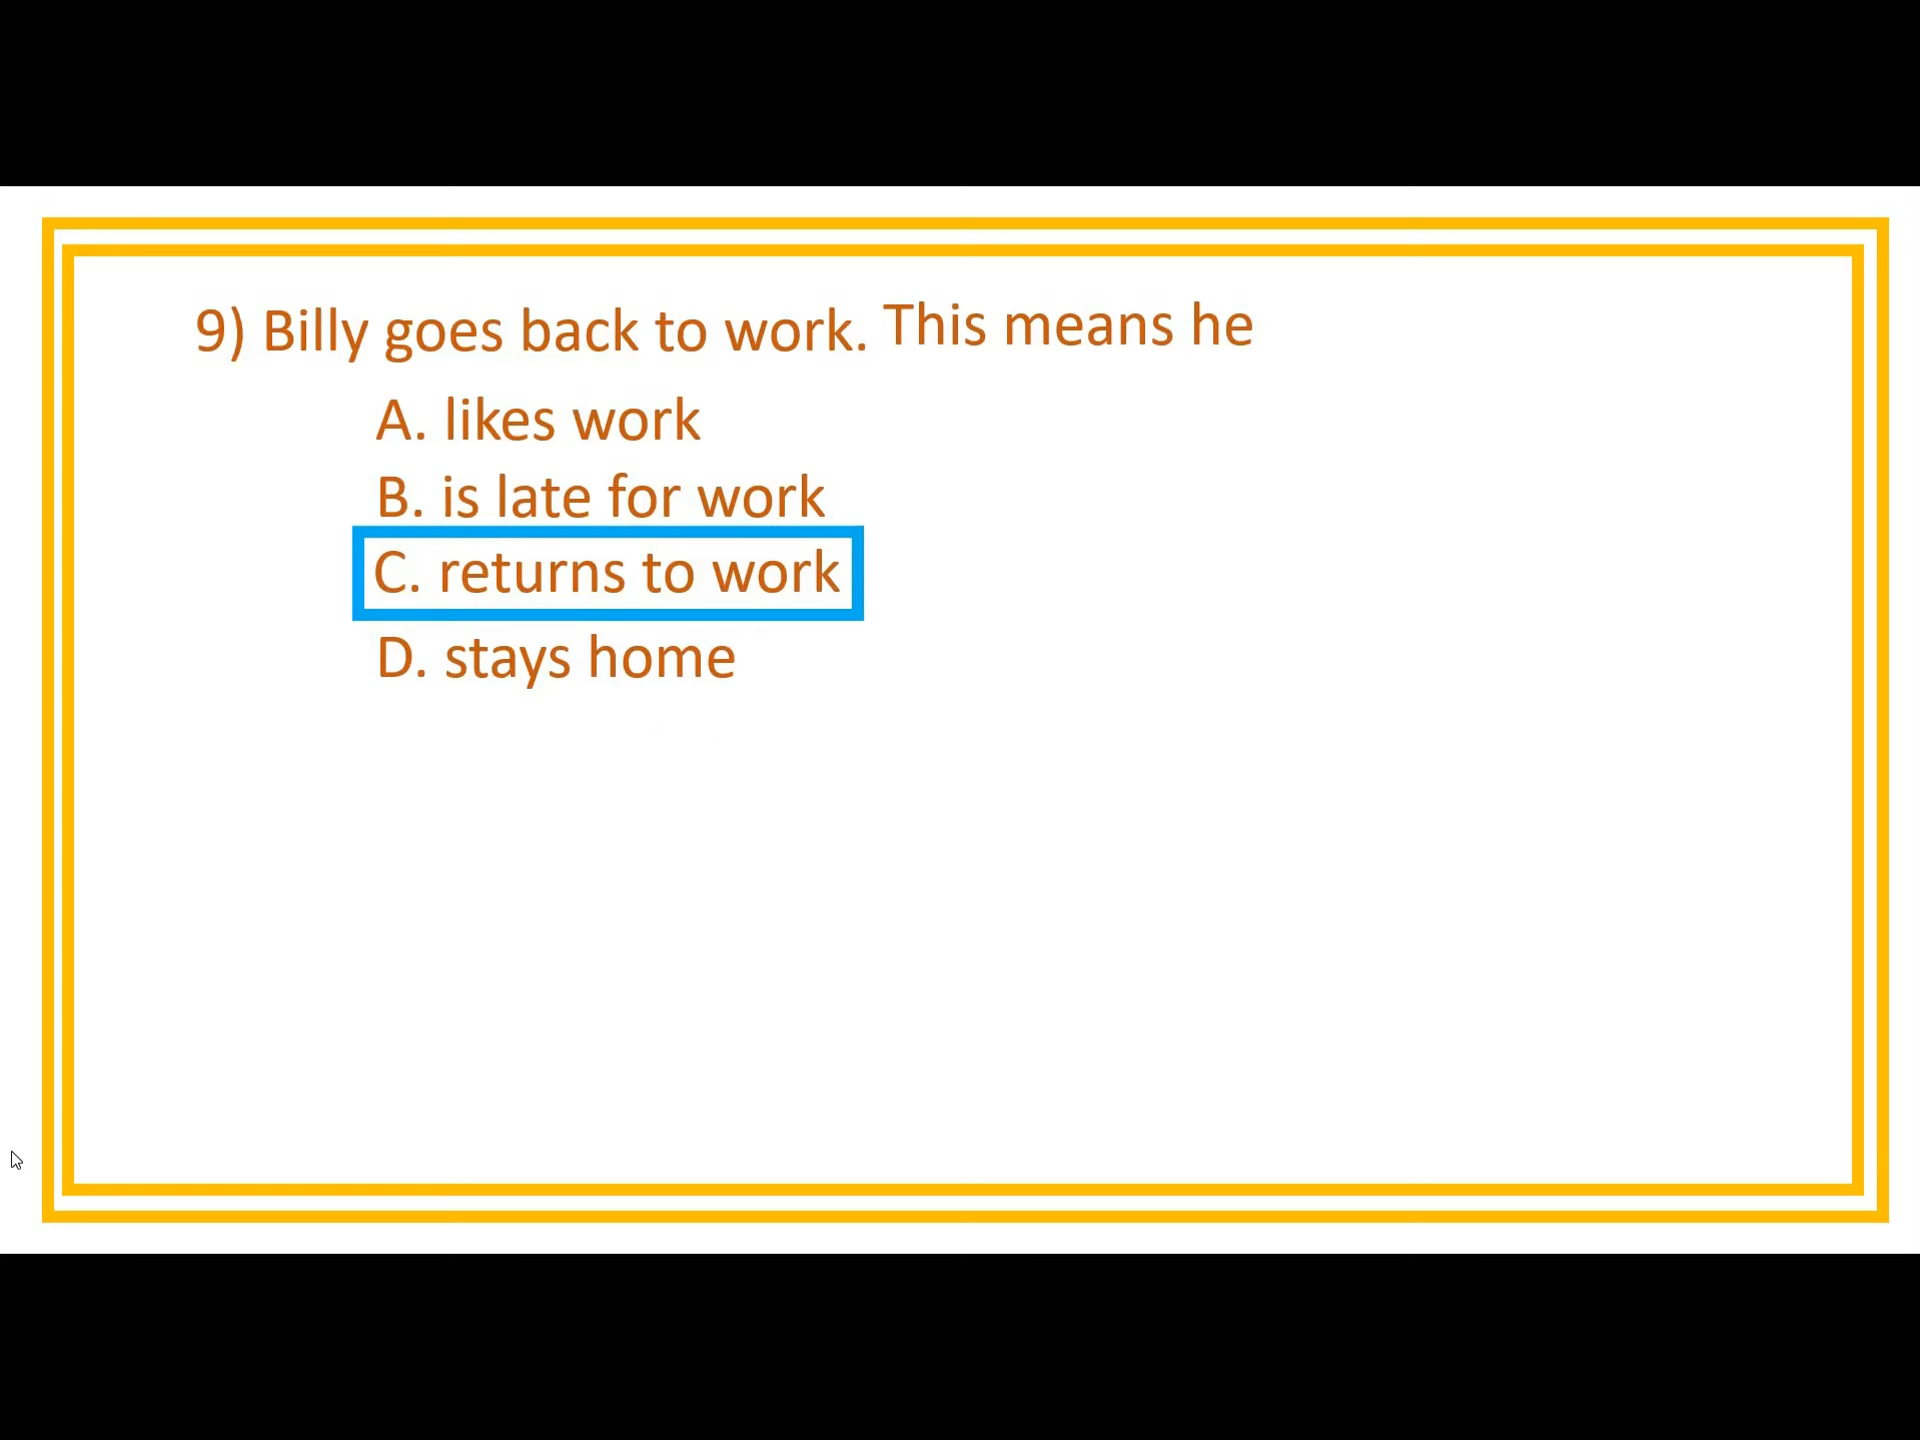 9) Billy goes back to work. This means he
A. likes work
B. is late for work
C. returns to work
D. stays home